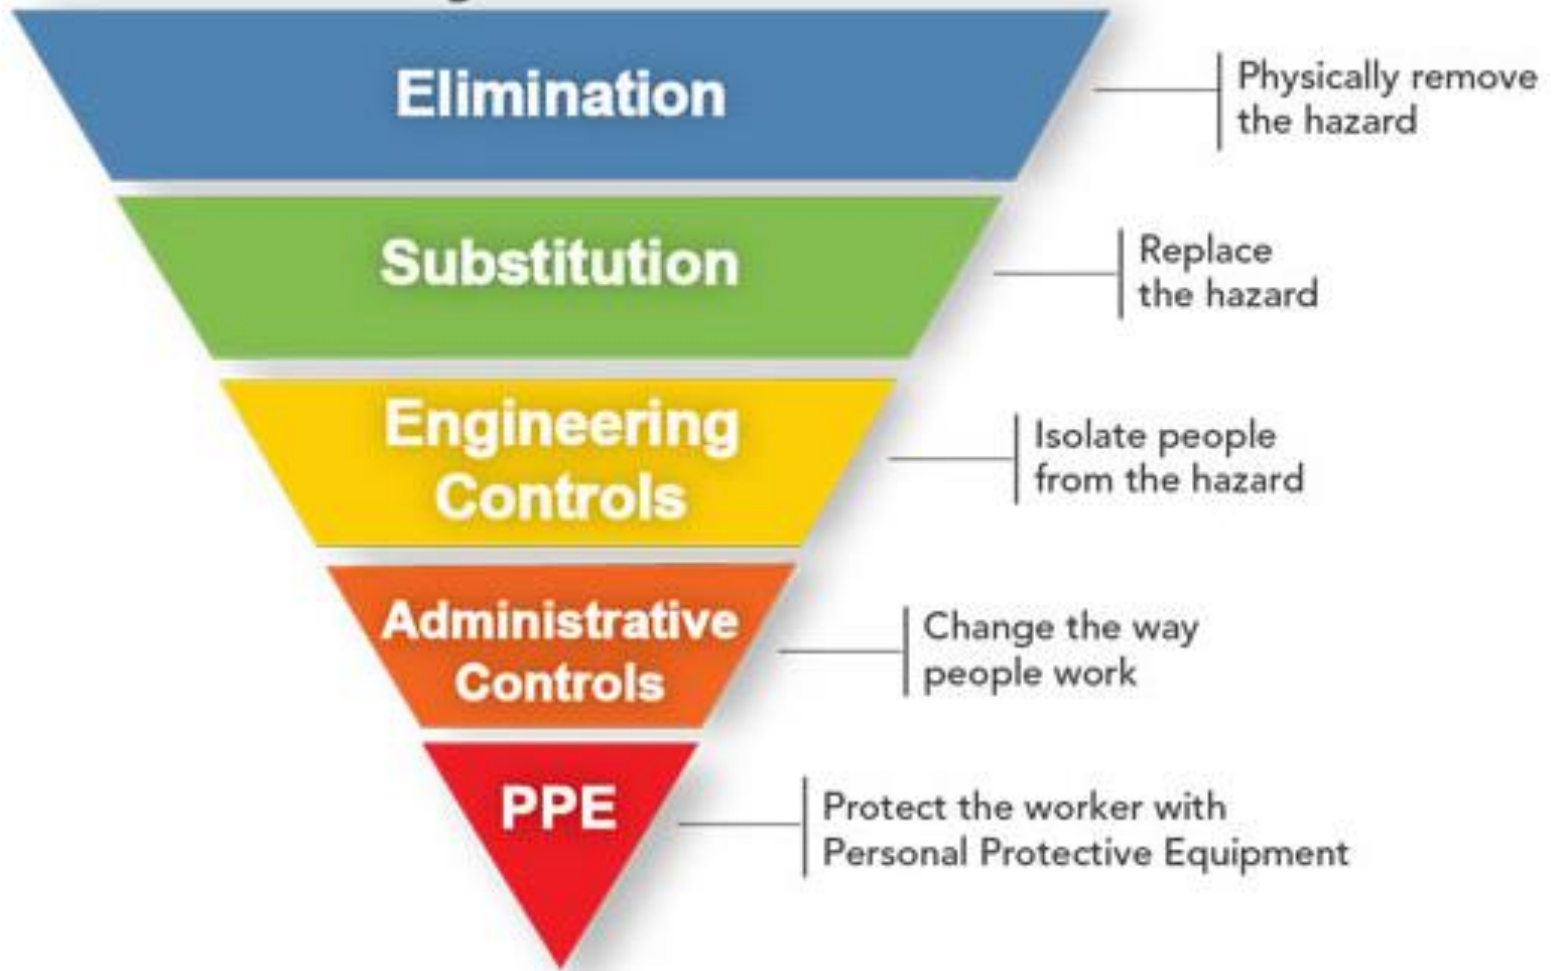 Elimination
Physically remove
the hazard
Substitution
Replace
the hazard
Engineering
Controls
Isolate people
from the hazard
Administrative
Controls
Change the way
people work
PPE
Protect the worker with
Personal Protective Equipment